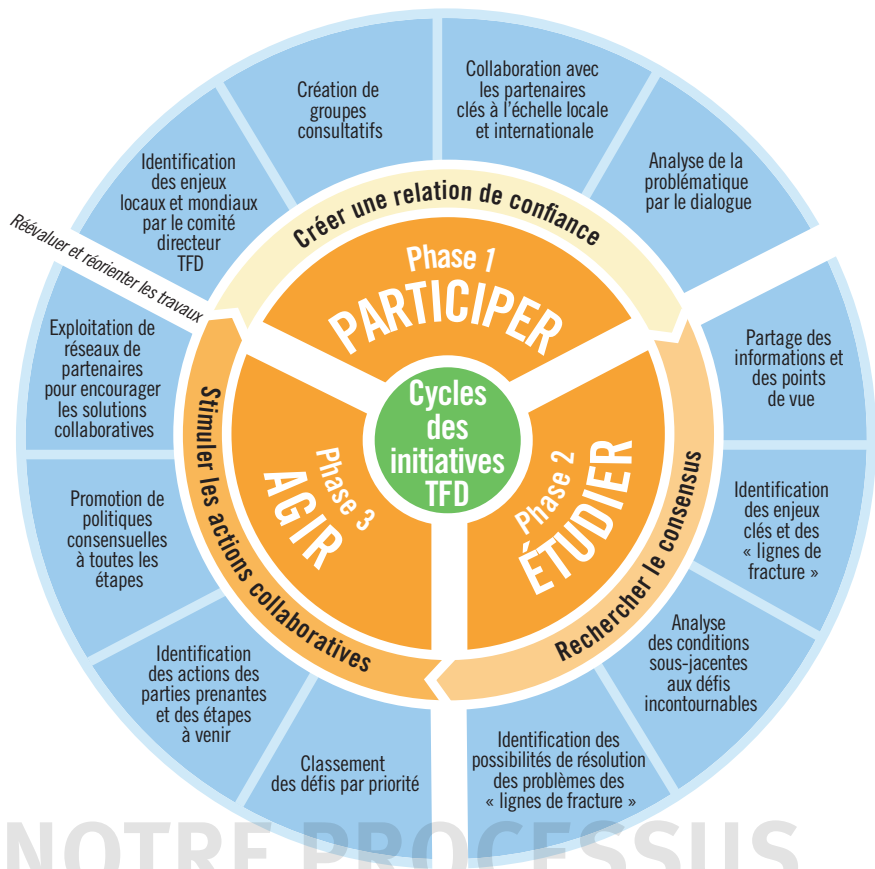 Cycles
des
initiatives
TFD
Phase 1
PARTICIPER
Créer une relation de confiance
Identification
des enjeux
locaux et mondiaux
par le comité
directeur
TFD
Création de
groupes
consultatifs
Collaboration avec
les partenaires
clés à l'échelle locale
et internationale
Analyse de la
problématique
par le dialogue
Phase 2
ÉTUDIER
Rechercher le consensus
Partage des
informations et
des points
de vue
Identification
des enjeux
clés et des
« lignes de
fracture »
Analyse
des conditions
sous-jacentes
aux défis
incontournables
Identification des
possibilités de résolution
des problèmes des
« lignes de fracture »
Phase 3
AGIR
Stimuler les actions collaboratives
Classement
des défis par priorité
Identification
des actions des
parties prenantes
et des étapes
à venir
Promotion de
politiques
consensuelles
à toutes les
étapes
Exploitation de
réseaux de
partenaires
pour encourager
les solutions
collaboratives
Réévaluer et réorienter les travaux
NOTRE PROCESSUS